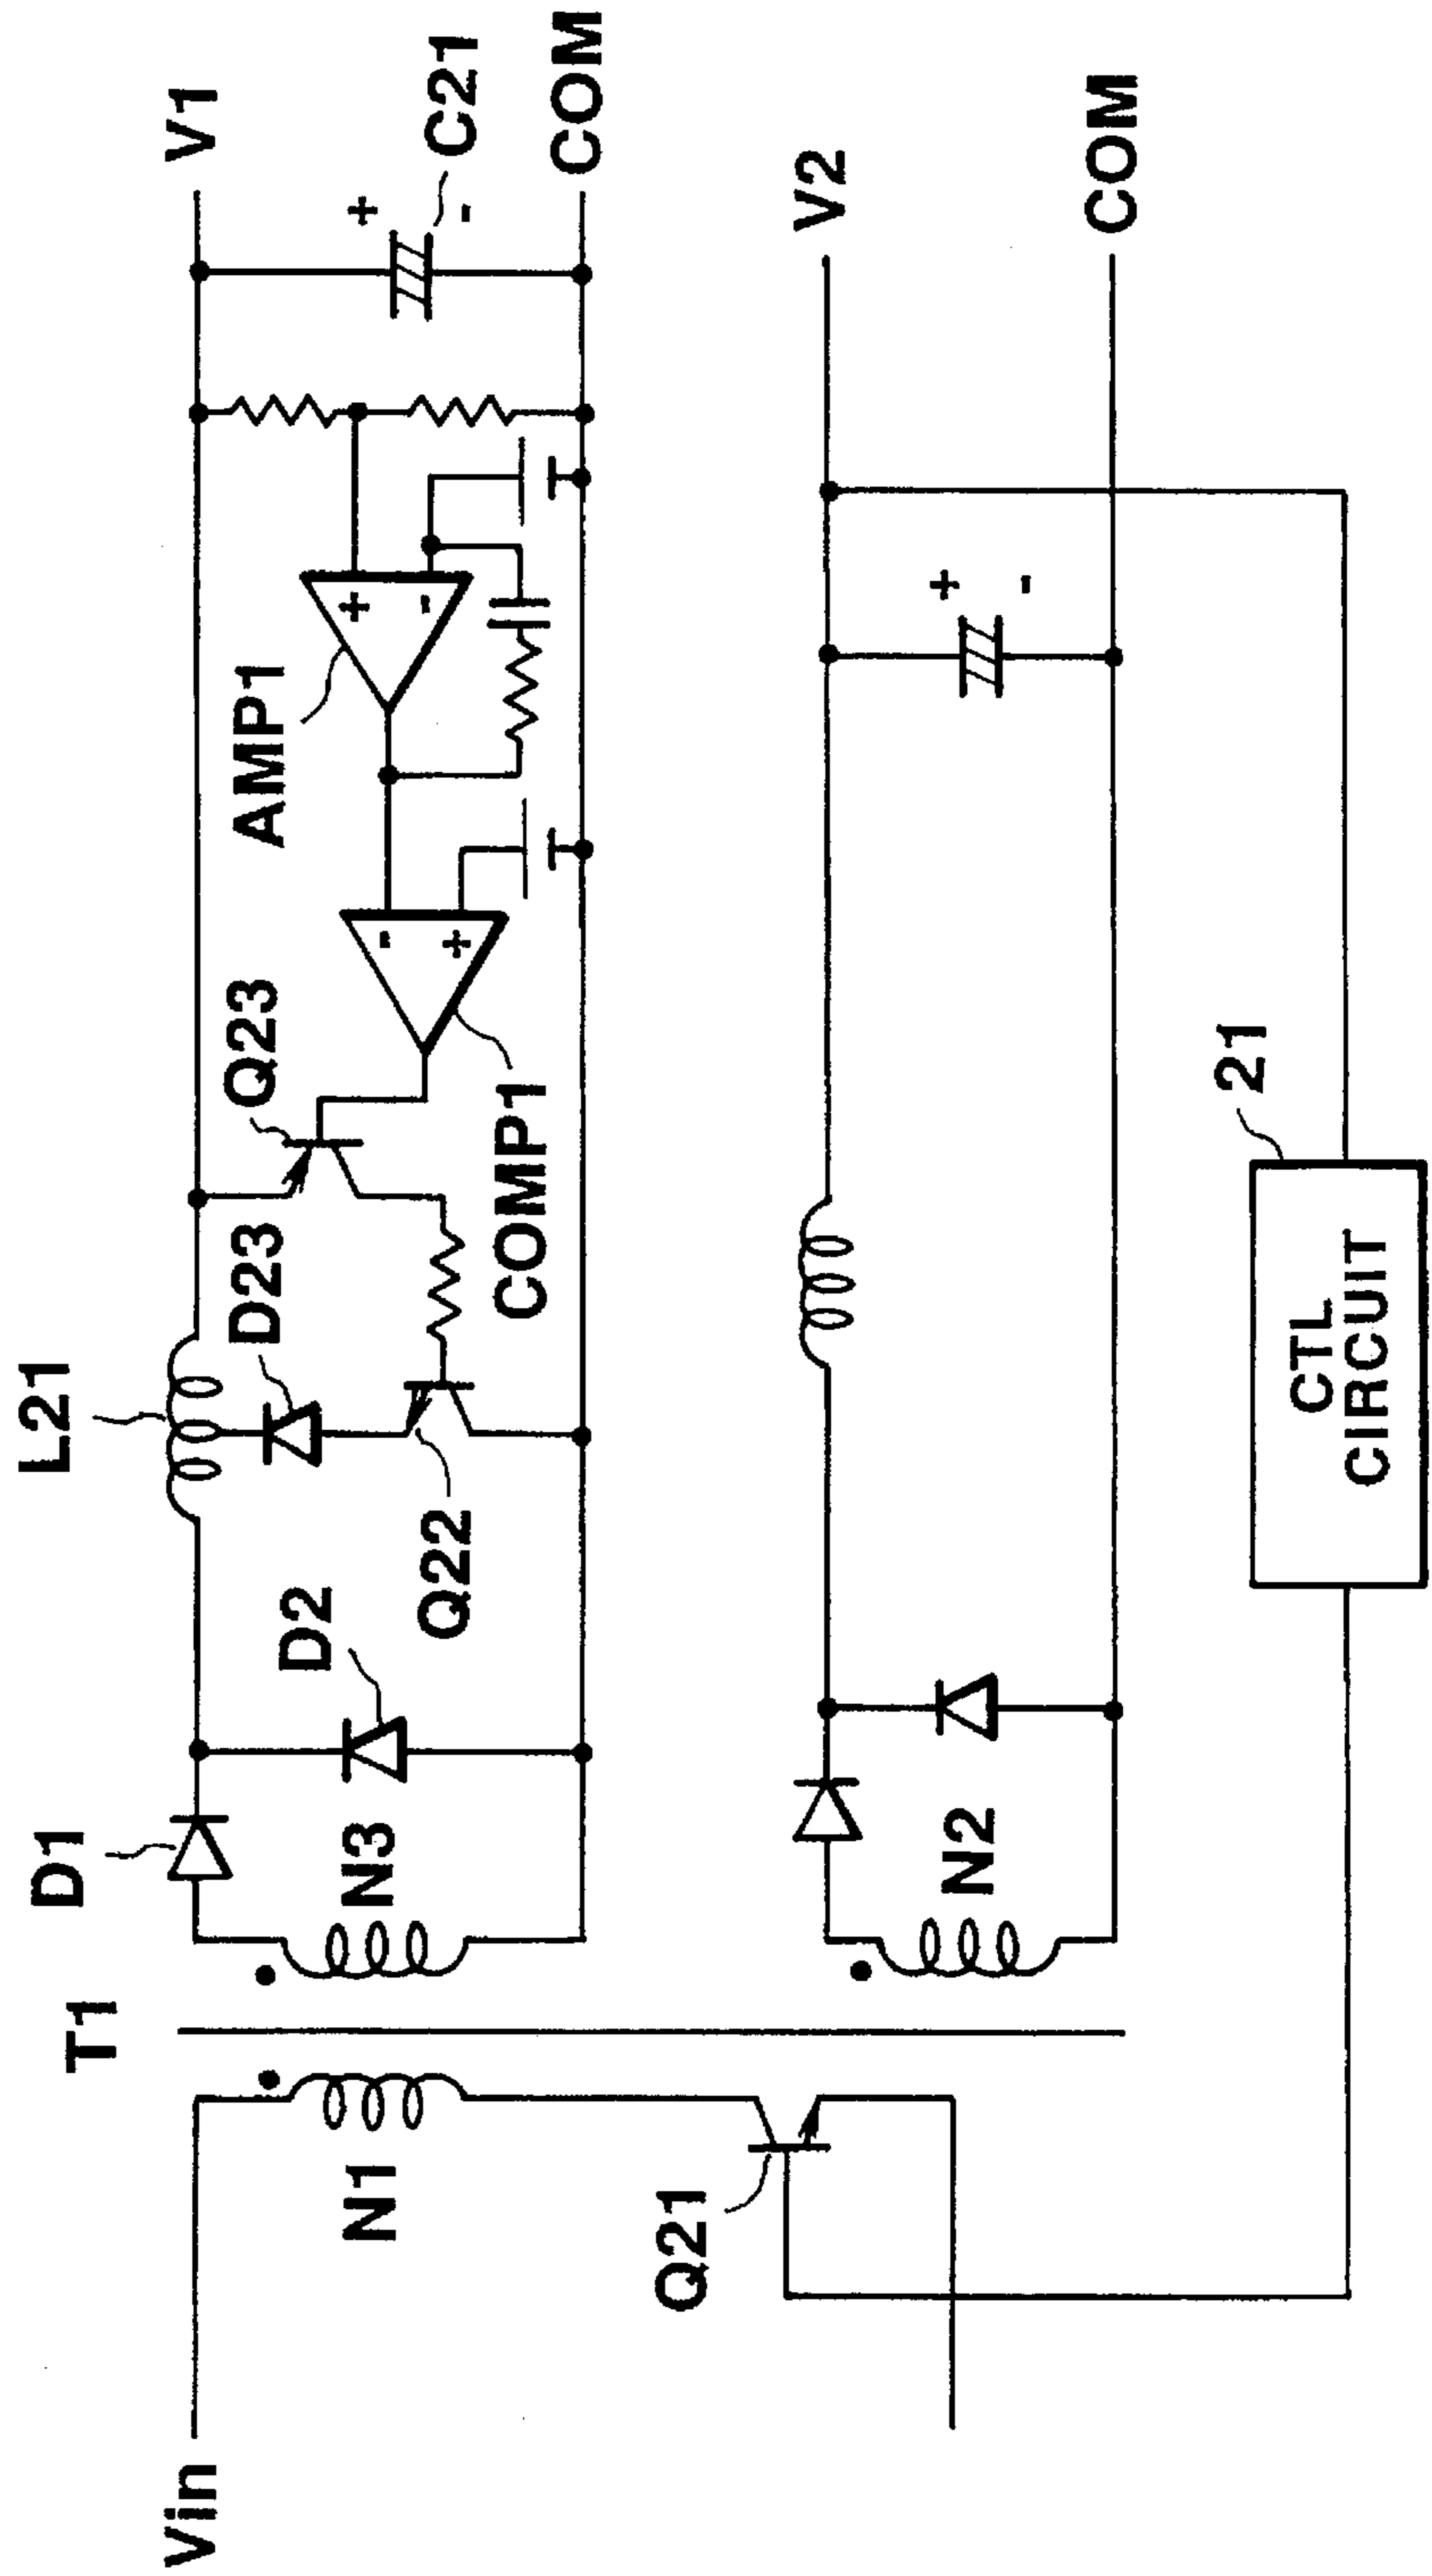 Vin
T1
N1
Q21
D1
N3
D2
L21
D23
Q22
Q23
COMP1
-
+
AMP1
+
-
V1
+
-
C21
COM
N2
V2
+
-
COM
21
CTL
CIRCUIT